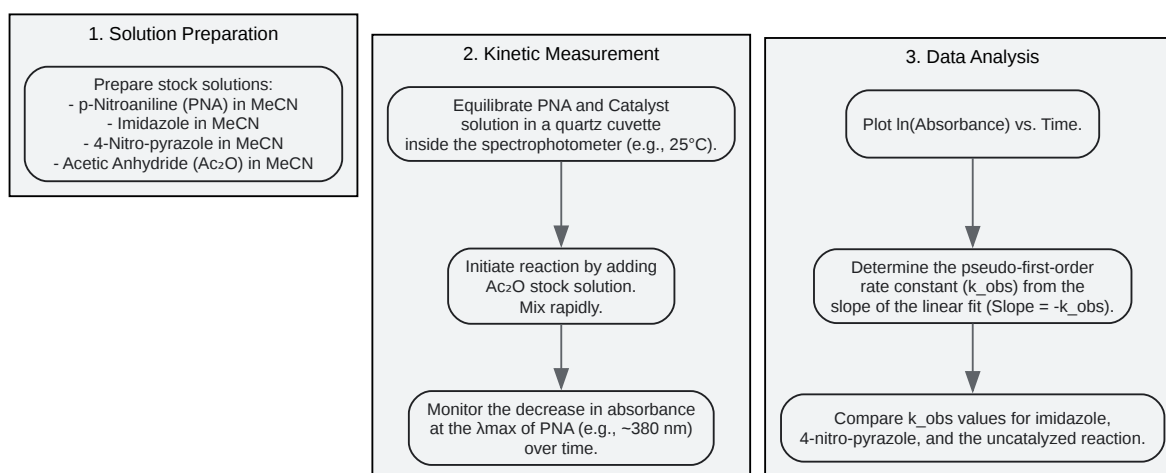 1. Solution Preparation
Prepare stock solutions:
- p-Nitroaniline (PNA) in MeCN
- Imidazole in MeCN
- 4-Nitro-pyrazole in MeCN
- Acetic Anhydride (Ac₂O) in MeCN
2. Kinetic Measurement
Equilibrate PNA and Catalyst
solution in a quartz cuvette
inside the spectrophotometer (e.g., 25°C).
Initiate reaction by adding
Ac₂O stock solution.
Mix rapidly.
Monitor the decrease in absorbance
at the λmax of PNA (e.g., ~380 nm)
over time.
3. Data Analysis
Plot ln(Absorbance) vs. Time.
Determine the pseudo-first-order
rate constant (k_obs) from the
slope of the linear fit (Slope = -k_obs).
Compare k_obs values for imidazole,
4-nitro-pyrazole, and the uncatalyzed reaction.